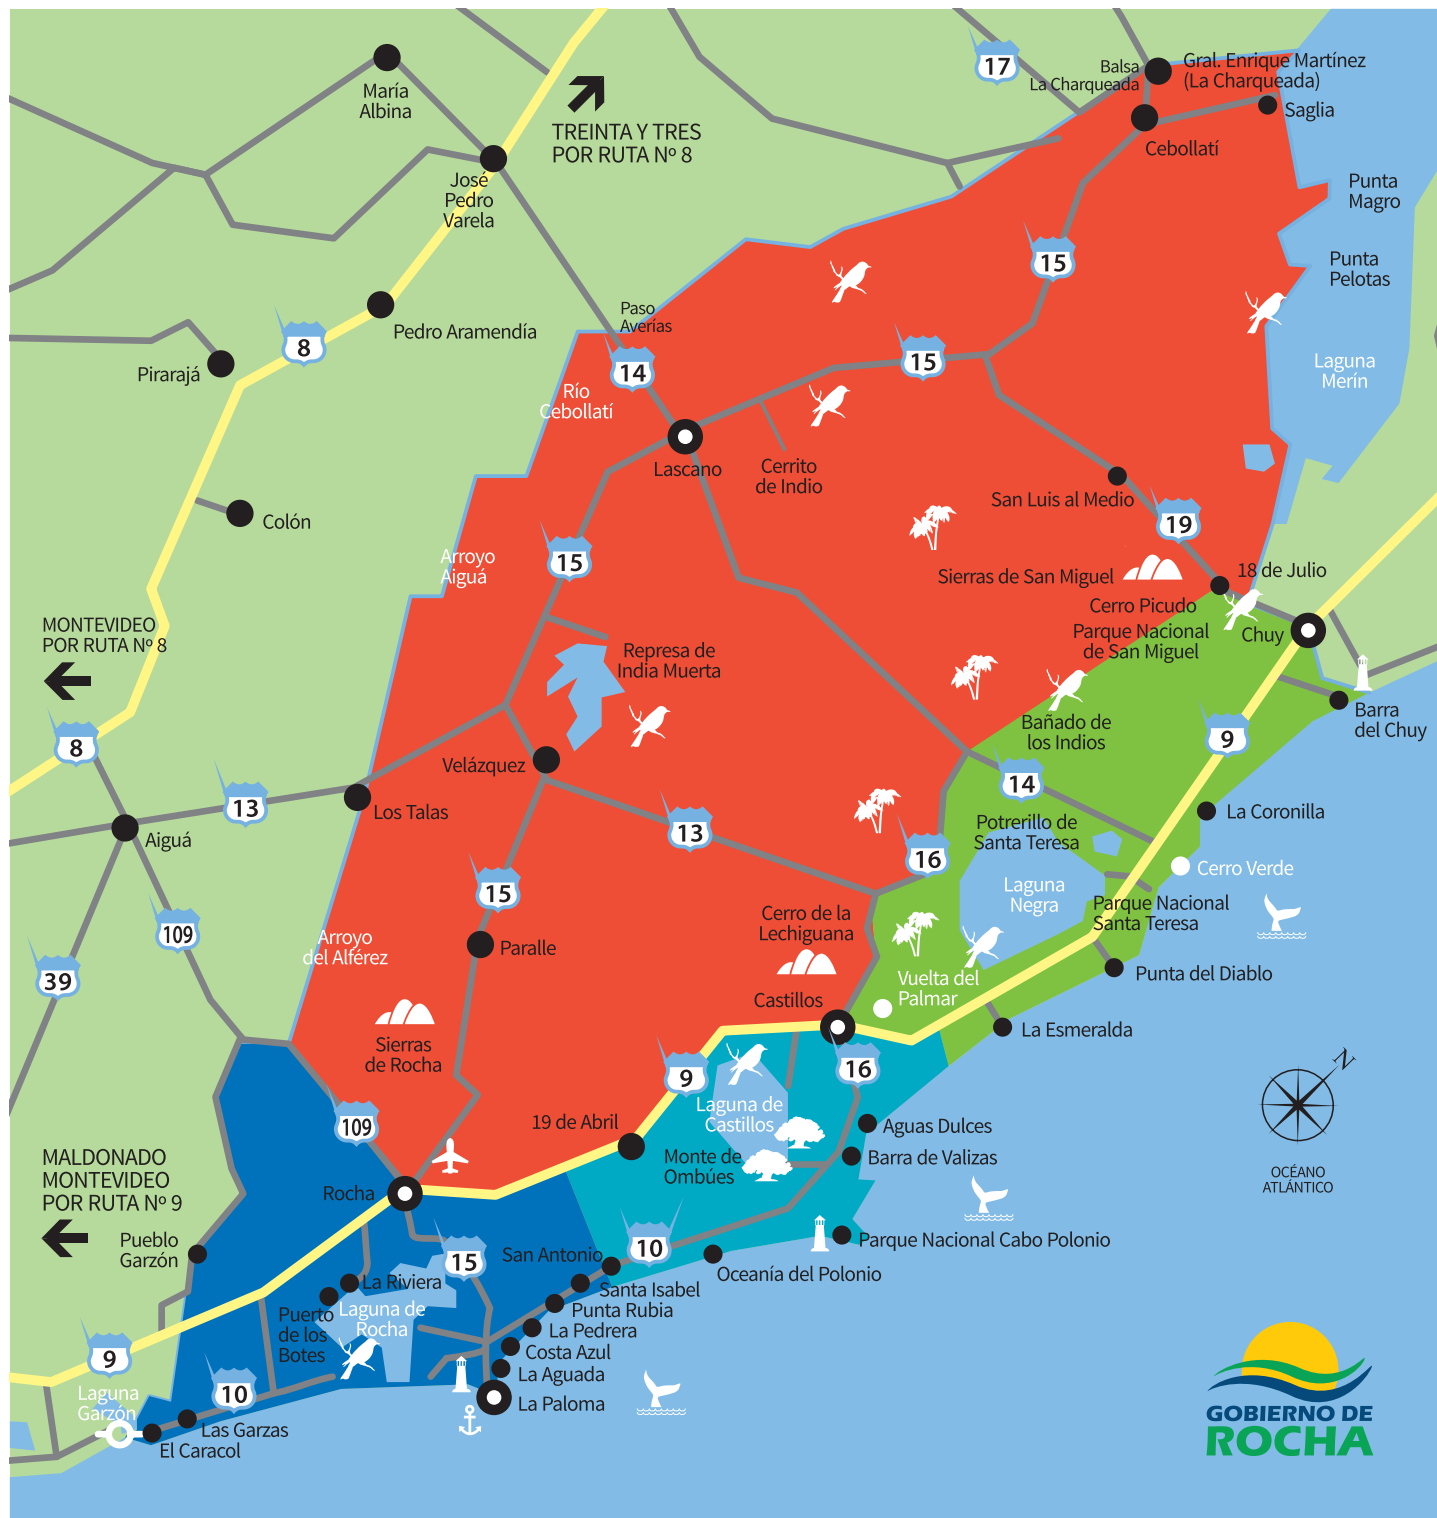 17
Balsa
La Charqueada
Gral. Enrique Martínez
(La Charqueada)
Saglia
Cebollatí
María
Albina
TREINTA Y TRES
POR RUTA Nº 8
José
Pedro
Varela
Punta
Magro
Punta
Pelotas
15
Paso
Averías
Pedro Aramendía
8
Pirarajá
14
15
Laguna
Merín
Río
Cebollatí
Lascano
Cerrito
de Indio
San Luis al Medio
19
Colón
Arroyo
Aiguá
15
Sierras de San Miguel
18 de Julio
Cerro Picudo
Parque Nacional
de San Miguel
Chuy
MONTEVIDEO
POR RUTA Nº 8
Represa de
India Muerta
Barra
del Chuy
Bañado de
los Indios
9
8
Velázquez
14
13
Los Talas
13
La Coronilla
Potrerillo de
Santa Teresa
Aiguá
16
Cerro Verde
Laguna
Negra
15
Parque Nacional
Santa Teresa
109
Arroyo
del Alférez
Paralle
Cerro de la
Lechiguana
39
Vuelta del
Palmar
Punta del Diablo
Castillos
La Esmeralda
Sierras
de Rocha
9
16
N
109
19 de Abril
Laguna de
Castillos
Aguas Dulces
Monte de
Ombúes
Barra de Valizas
OCÉANO
ATLÁNTICO
MALDONADO
MONTEVIDEO
POR RUTA Nº 9
Rocha
Pueblo
Garzón
15
San Antonio
10
Parque Nacional Cabo Polonio
Oceanía del Polonio
La Riviera
Santa Isabel
Puerto
de los
Botes
Laguna de
Rocha
Punta Rubia
La Pedrera
Costa Azul
La Aguada
La Paloma
9
10
Laguna
Garzón
Las Garzas
El Caracol
GOBIERNO DE
ROCHA